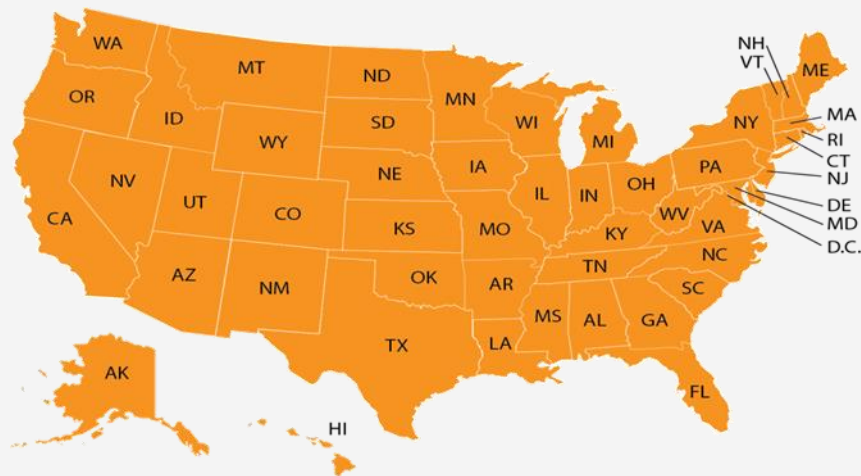 WA
MT
ND
MN
NH
VT
ME
OR
ID
SD
WI
MI
NY
MA
RI
CT
NJ
WY
IA
NE
PA
NV
UT
CO
IL
IN
OH
DE
MD
D.C.
CA
KS
MO
WV
VA
KY
NC
AZ
NM
OK
AR
TN
SC
TX
LA
MS
AL
GA
FL
AK
HI